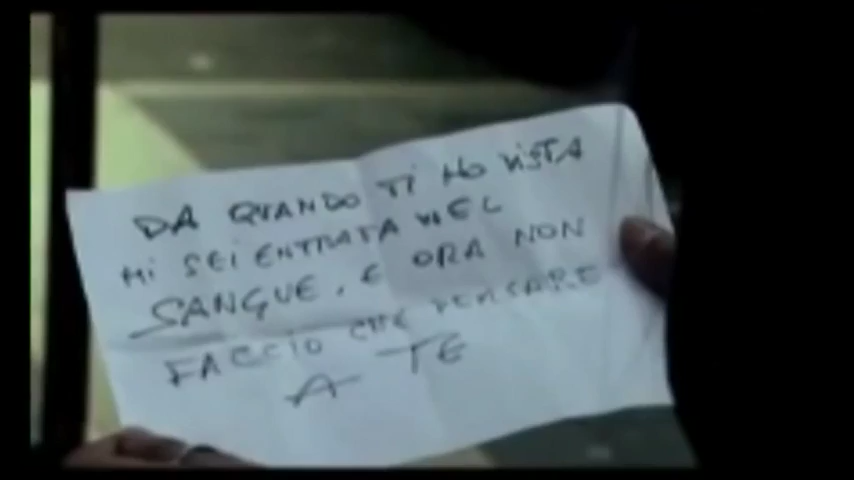 DA QUANDO TI HO VISTA
MI SEI ENTRATA NEL
SANGUE. E ORA NON
FACCIO CHE PENSARE
A TE